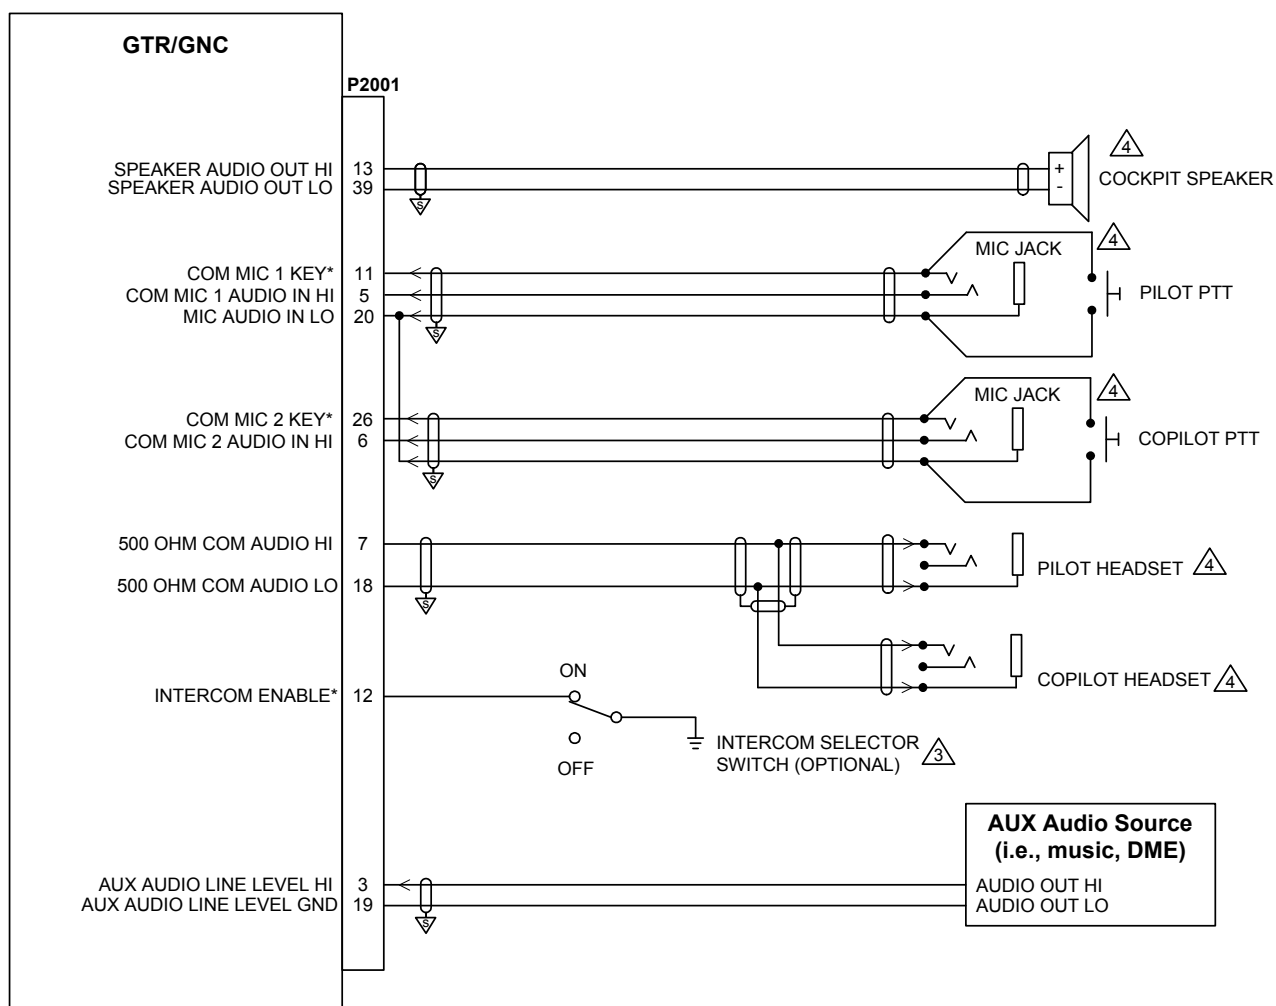 GTR/GNC
P2001
SPEAKER AUDIO OUT HI 13
SPEAKER AUDIO OUT LO 39
S
+
-
4
COCKPIT SPEAKER
COM MIC 1 KEY* 11
COM MIC 1 AUDIO IN HI 5
MIC AUDIO IN LO 20
S
MIC JACK
4
PILOT PTT
COM MIC 2 KEY* 26
COM MIC 2 AUDIO IN HI 6
S
MIC JACK
4
COPILOT PTT
500 OHM COM AUDIO HI 7
500 OHM COM AUDIO LO 18
S
PILOT HEADSET 4
COPILOT HEADSET 4
INTERCOM ENABLE* 12
ON
OFF
INTERCOM SELECTOR
SWITCH (OPTIONAL)
3
AUX Audio Source
(i.e., music, DME)
AUX AUDIO LINE LEVEL HI 3
AUX AUDIO LINE LEVEL GND 19
S
AUDIO OUT HI
AUDIO OUT LO